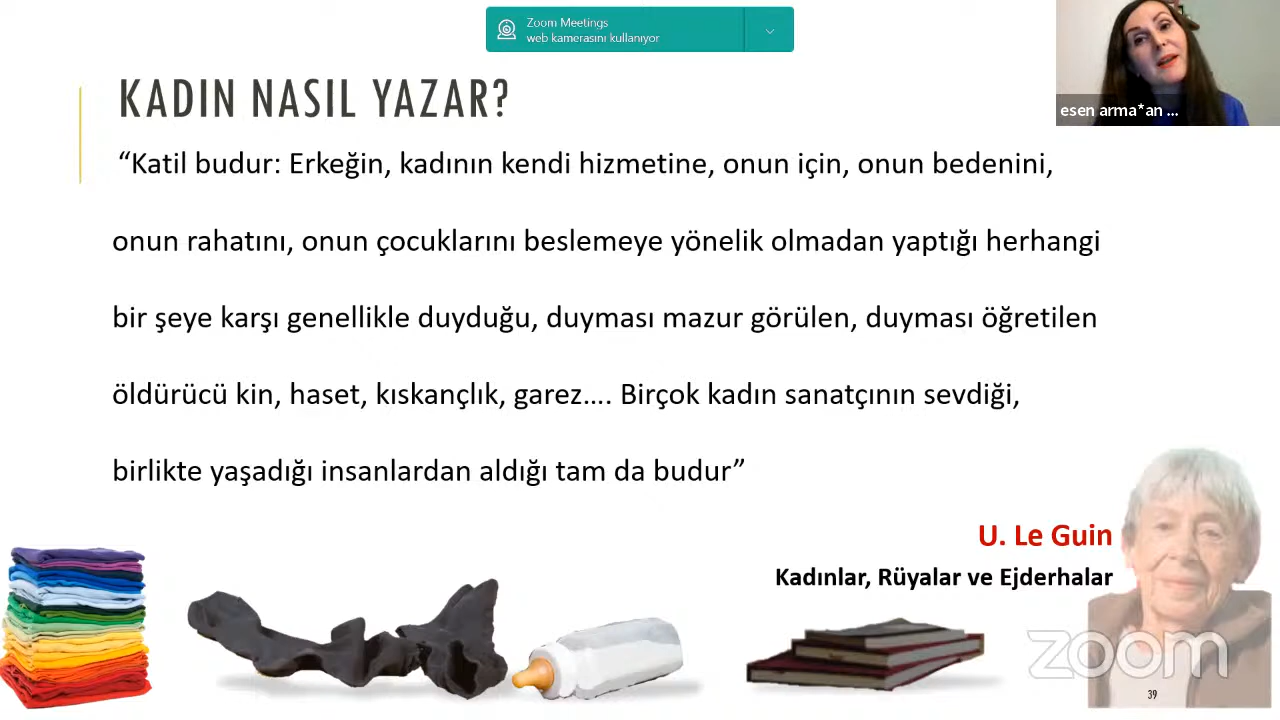 Zoom Meetings
web kamerasını kullanıyor
esen arma*an ...
KADIN NASIL YAZAR?
“Katil budur: Erkeğin, kadının kendi hizmetine, onun için, onun bedenini,
onun rahatını, onun çocuklarını beslemeye yönelik olmadan yaptığı herhangi
bir şeye karşı genellikle duyduğu, duyması mazur görülen, duyması öğretilen
öldürücü kin, haset, kıskançlık, garez…. Birçok kadın sanatçının sevdiği,
birlikte yaşadığı insanlardan aldığı tam da budur”
U. Le Guin
Kadınlar, Rüyalar ve Ejderhalar
zoom
39